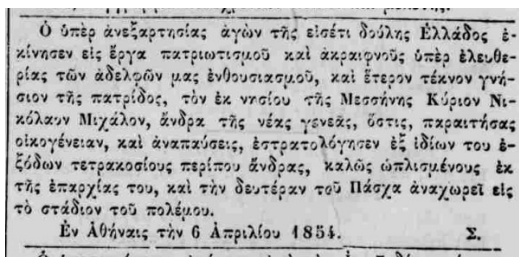 Ὁ ὑπὲρ ἀνεξαρτησίας ἀγὼν τῆς εἰσέτι δούλης Ἑλλάδος ἐ-
κίνησεν εἰς ἔργα πατριωτισμοῦ καὶ ἀκραιφνοῦς ὑπὲρ ἐλευθε-
ρίας τῶν ἀδελφῶν μας ἐνθουσιασμοῦ, καὶ ἕτερον τέκνον γνή-
σιον τῆς πατρίδος, τὸν ἐκ νησίου τῆς Μεσσήνης Κύριον Νι-
κόλαον Μιχάλον, ἄνδρα τῆς νέας γενεᾶς, ὅστις, παραιτήσας
οἰκογένειαν, καὶ ἀναπαύσεις, ἐστρατολόγησεν ἐξ ἰδίων του ἐ-
ξόδων τετρακοσίους περίπου ἄνδρας, καλῶς ὡπλισμένους ἐκ
τῆς ἐπαρχίας του, καὶ τὴν δευτέραν τοῦ Πάσχα ἀναχωρεῖ εἰς
τὸ στάδιον τοῦ πολέμου.
Ἐν Ἀθήναις τὴν 6 Ἀπριλίου 1854. Σ.